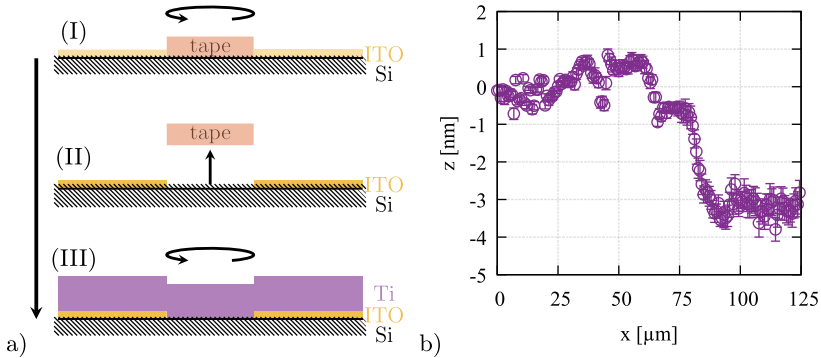 (I)
tape
ITO
Si
(II)
tape
ITO
Si
(III)
Ti
ITO
Si
a)
2
1
0
-1
-2
-3
-4
-5
z [nm]
0 25 50 75 100 125
x [µm]
b)